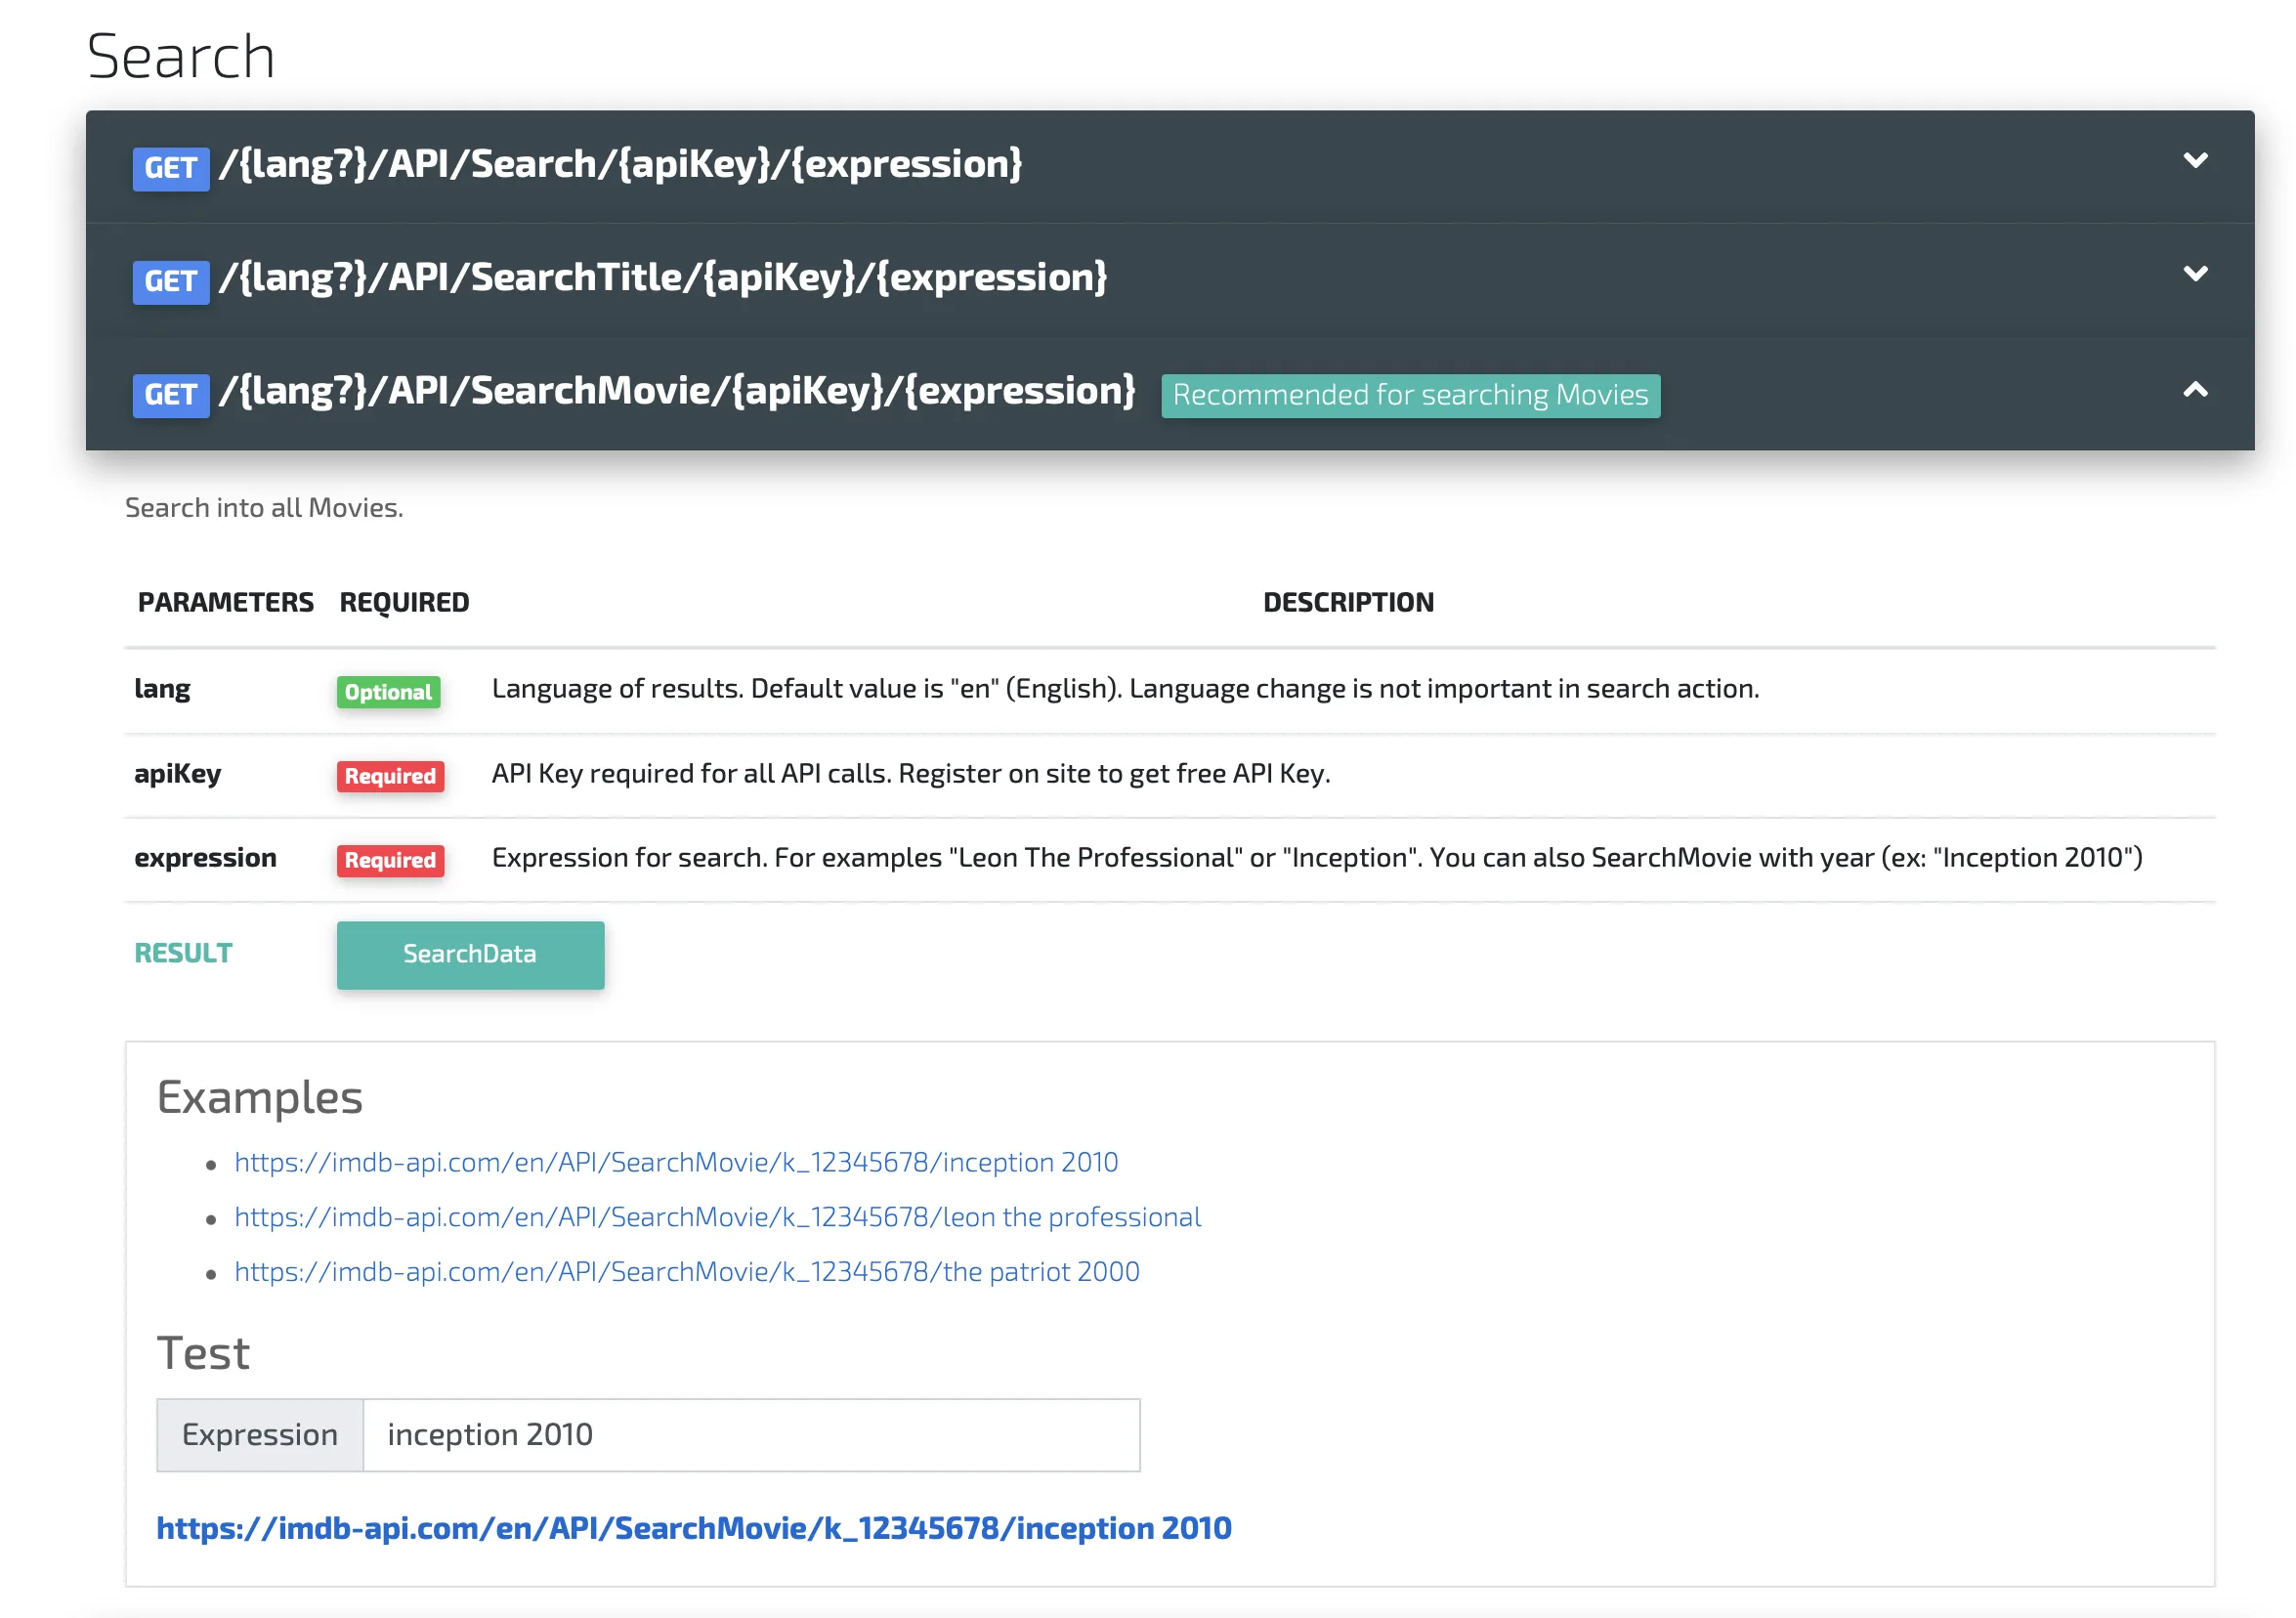 Search
GET /{lang?}/API/Search/{apiKey}/{expression}
GET /{lang?}/API/SearchTitle/{apiKey}/{expression}
GET /{lang?}/API/SearchMovie/{apiKey}/{expression} Recommended for searching Movies
Search into all Movies.
PARAMETERS REQUIRED DESCRIPTION
lang Optional Language of results. Default value is "en" (English). Language change is not important in search action.
apiKey Required API Key required for all API calls. Register on site to get free API Key.
expression Required Expression for search. For examples "Leon The Professional" or "Inception". You can also SearchMovie with year (ex: "Inception 2010")
RESULT SearchData
Examples
https://imdb-api.com/en/API/SearchMovie/k_12345678/inception 2010
https://imdb-api.com/en/API/SearchMovie/k_12345678/leon the professional
https://imdb-api.com/en/API/SearchMovie/k_12345678/the patriot 2000
Test
Expression inception 2010
https://imdb-api.com/en/API/SearchMovie/k_12345678/inception 2010